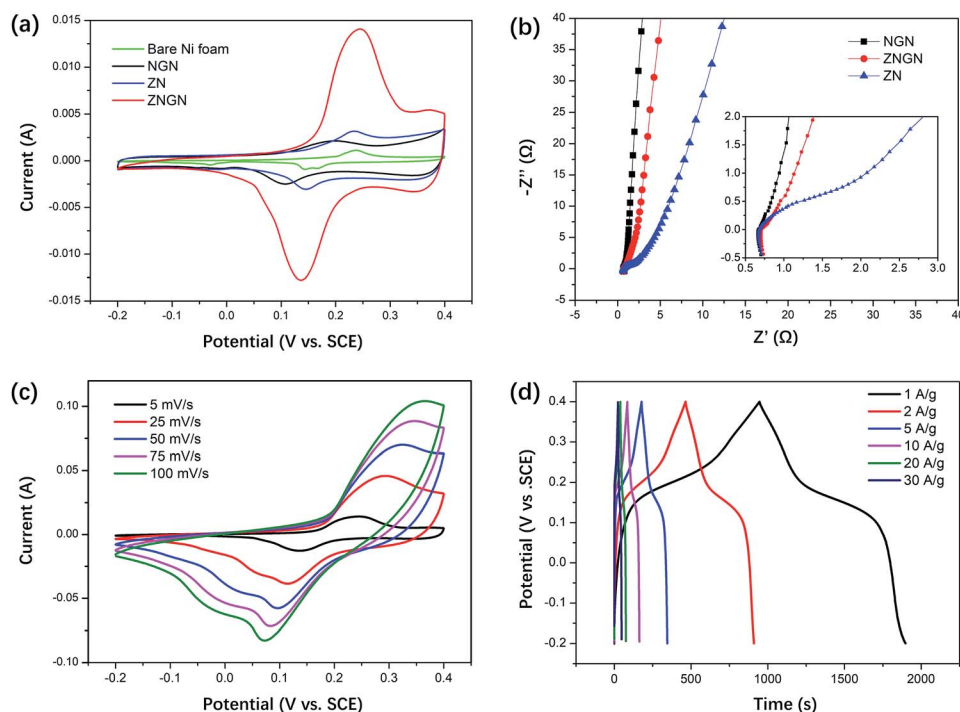 (a)
Bare Ni foam
NGN
ZN
ZNGN
0.015
0.010
0.005
0.000
-0.005
-0.010
-0.015
Current (A)
-0.2 -0.1 0.0 0.1 0.2 0.3 0.4
Potential (V vs. SCE)
(b)
NGN
ZNGN
ZN
40
35
30
25
20
15
10
5
0
-5
-Z'' (Ω)
2.0
1.5
1.0
0.5
0.0
-0.5
0.5 1.0 1.5 2.0 2.5 3.0
-5 0 5 10 15 20 25 30 35 40
Z' (Ω)
(c)
5 mV/s
25 mV/s
50 mV/s
75 mV/s
100 mV/s
0.10
0.05
0.00
-0.05
-0.10
Current (A)
-0.2 -0.1 0.0 0.1 0.2 0.3 0.4
Potential (V vs. SCE)
(d)
1 A/g
2 A/g
5 A/g
10 A/g
20 A/g
30 A/g
0.4
0.3
0.2
0.1
0.0
-0.1
-0.2
Potential (V vs .SCE)
0 500 1000 1500 2000
Time (s)